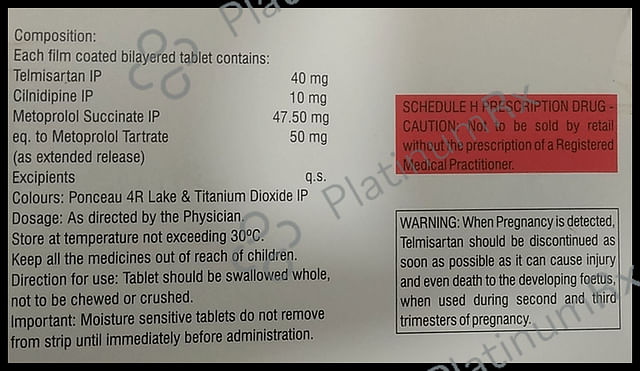 Composition:
Each film coated bilayered tablet contains:
Telmisartan IP 40 mg
Cilnidipine IP 10 mg
Metoprolol Succinate IP 47.50 mg
eq. to Metoprolol Tartrate 50 mg
(as extended release)
Excipients q.s.
Colours: Ponceau 4R Lake & Titanium Dioxide IP
Dosage: As directed by the Physician.
Store at temperature not exceeding 30ºC.
Keep all the medicines out of reach of children.
Direction for use: Tablet should be swallowed whole,
not to be chewed or crushed.
Important: Moisture sensitive tablets do not remove
from strip until immediately before administration.
SCHEDULE H PRESCRIPTION DRUG -
CAUTION: Not to be sold by retail
without the prescription of a Registered
Medical Practitioner.
WARNING: When Pregnancy is detected,
Telmisartan should be discontinued as
soon as possible as it can cause injury
and even death to the developing foetus,
when used during second and third
trimesters of pregnancy.
PlatinumRx
PlatinumRx